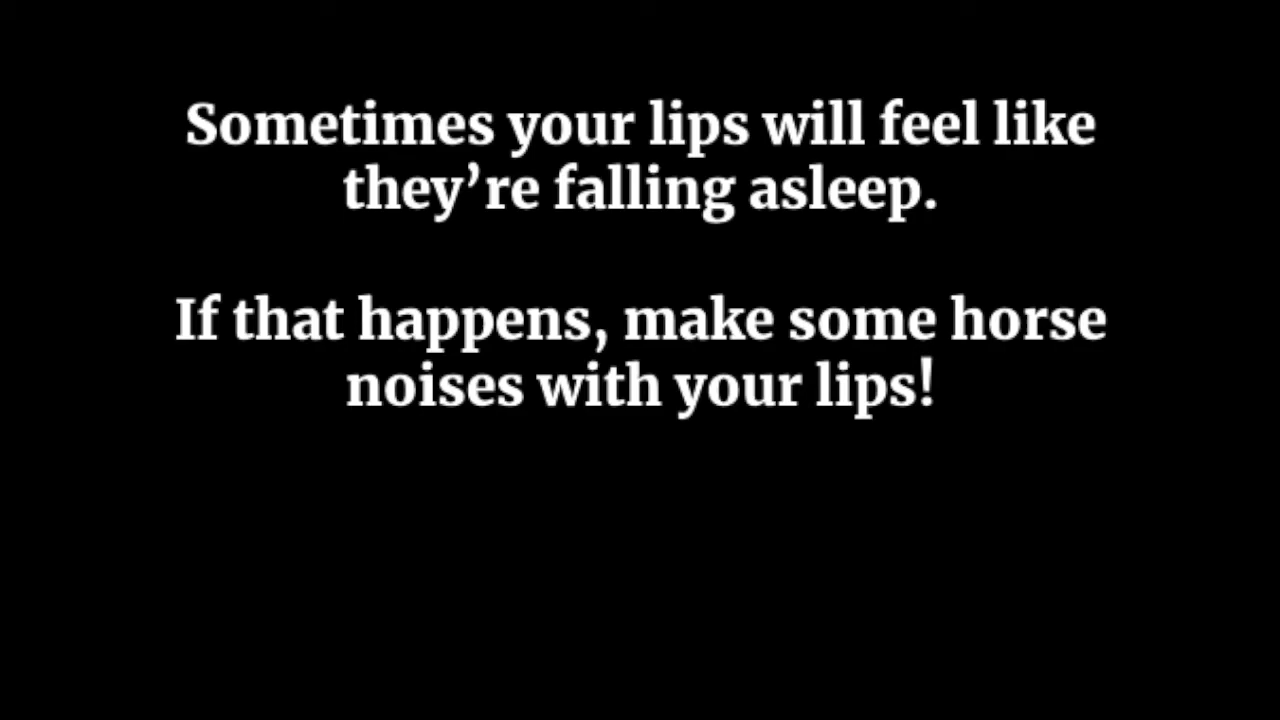 Sometimes your lips will feel like
they’re falling asleep.
If that happens, make some horse
noises with your lips!